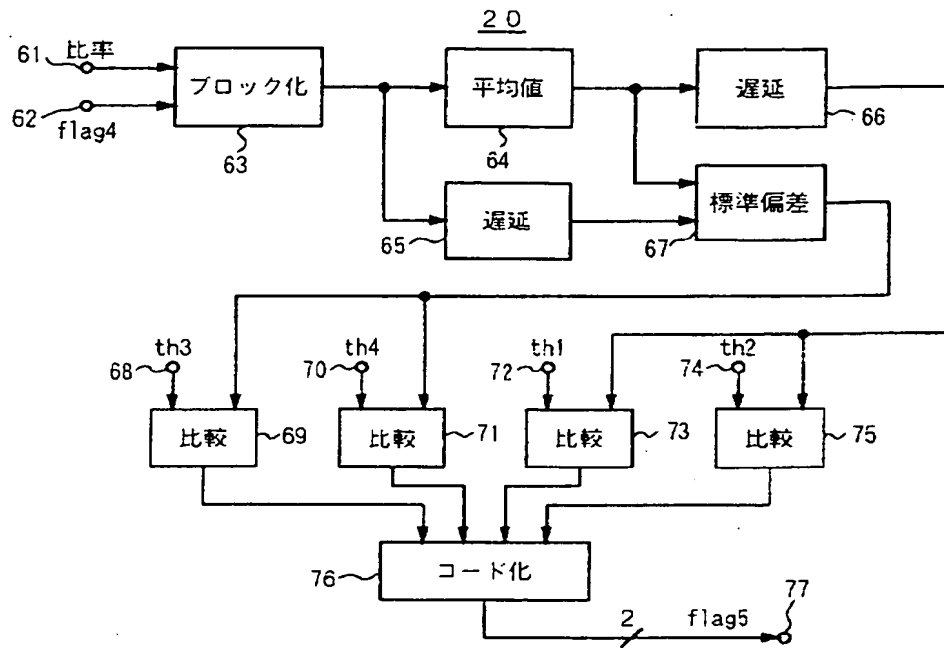 20
61 比率
62 flag4
ブロック化
63
平均値
64
遅延
65
遅延
66
標準偏差
67
th3
68
比較
69
th4
70
比較
71
th1
72
比較
73
th2
74
比較
75
コード化
76
2
flag5
77